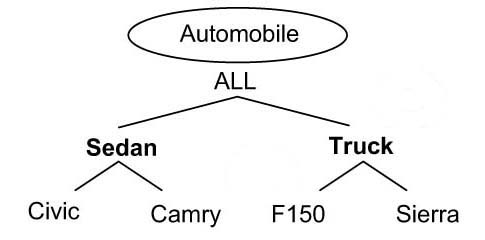 Automobile
ALL
Sedan Truck
Civic Camry F150 Sierra